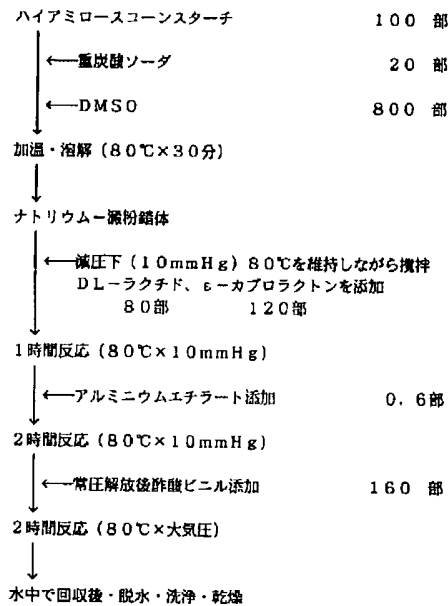 ハイアミロースコーンスターチ 100 部
←重炭酸ソーダ 20 部
←DMSO 800 部
加温・溶解(80℃×30分)
ナトリウム－澱粉錯体
←減圧下(10mmHg)80℃を維持しながら攪拌
DL－ラクチド、ε－カプロラクトンを添加
80部 120部
1時間反応(80℃×10mmHg)
←アルミニウムエチラート添加 0.6部
2時間反応(80℃×10mmHg)
←常圧解放後酢酸ビニル添加 160 部
2時間反応(80℃×大気圧)
水中で回収後・脱水・洗浄・乾燥